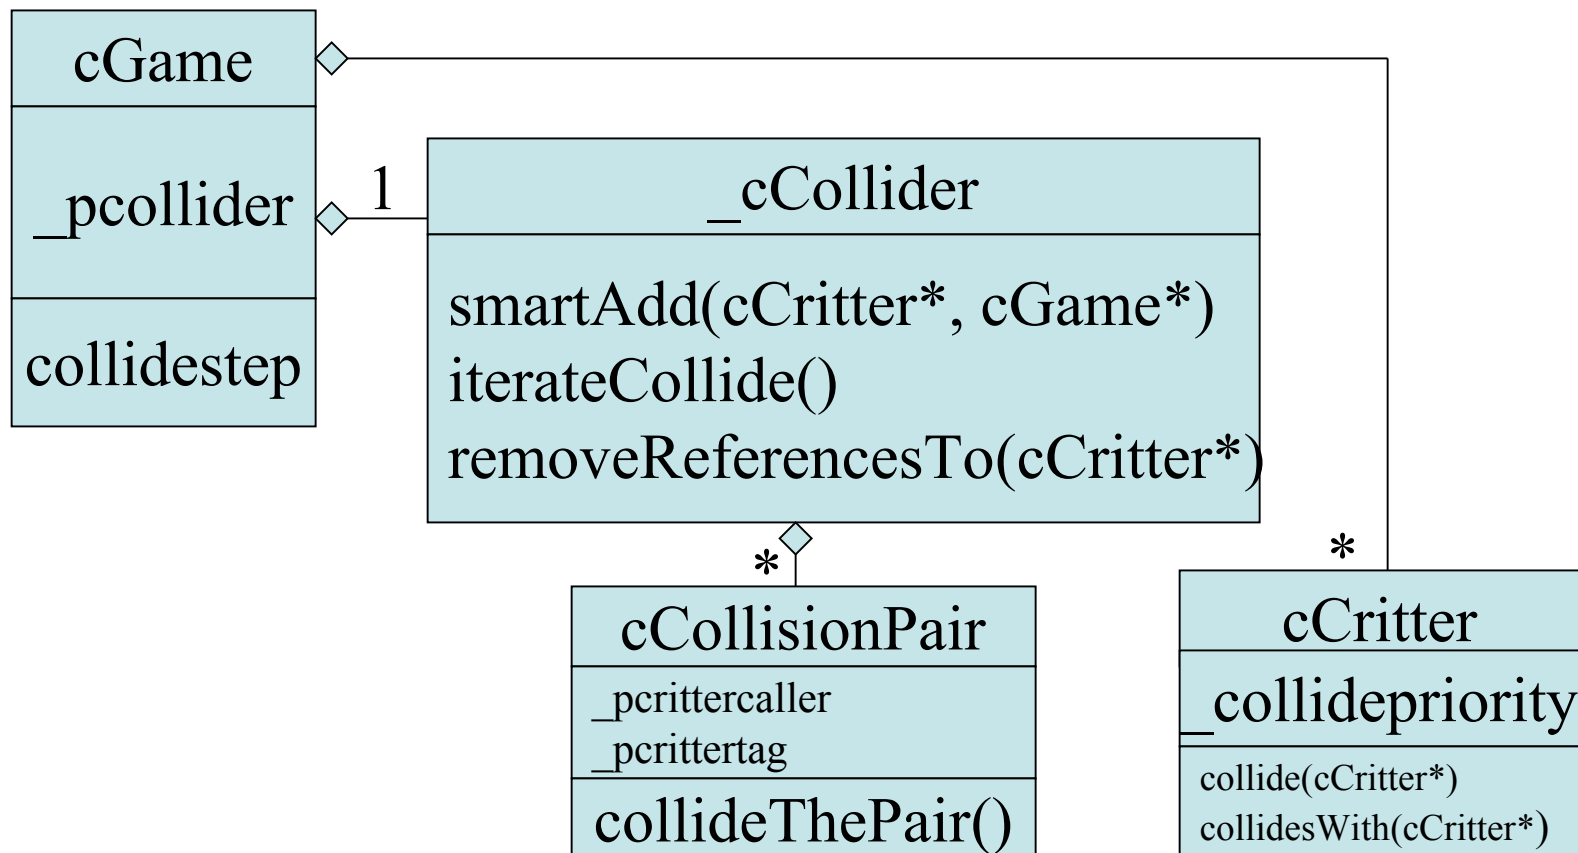 cGame
_pcollider
collidestep
1
_cCollider
smartAdd(cCritter*, cGame*)
iterateCollide()
removeReferencesTo(cCritter*)
*
cCollisionPair
_pcrittercaller
_pcrittertag
collideThePair()
*
cCritter
_collidepriority
collide(cCritter*)
collidesWith(cCritter*)